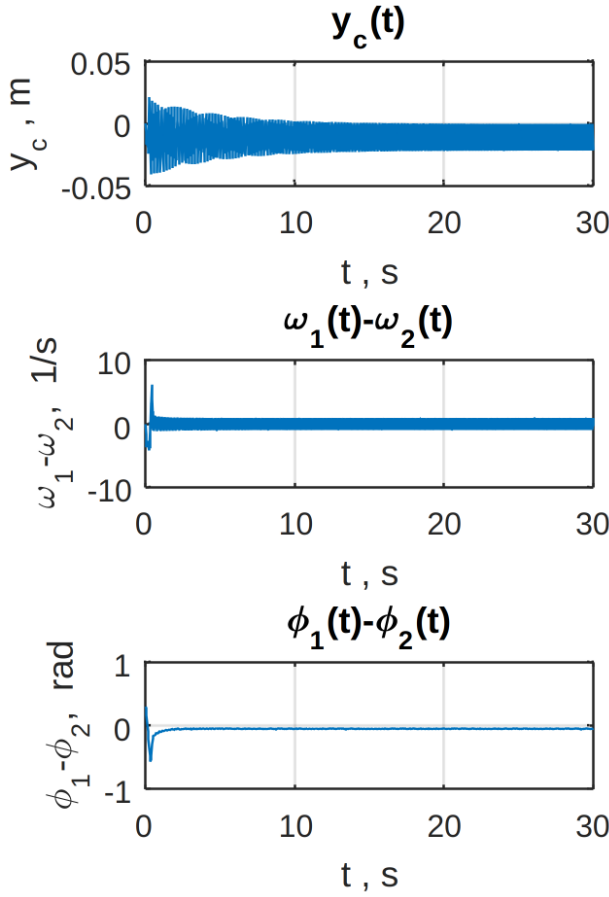 y_c(t)
0.05
0
-0.05
y_c , m
0 10 20 30
t , s
ω_1(t)-ω_2(t)
10
0
-10
ω_1-ω_2, 1/s
0 10 20 30
t , s
ϕ_1(t)-ϕ_2(t)
1
0
-1
ϕ_1-ϕ_2, rad
0 10 20 30
t , s